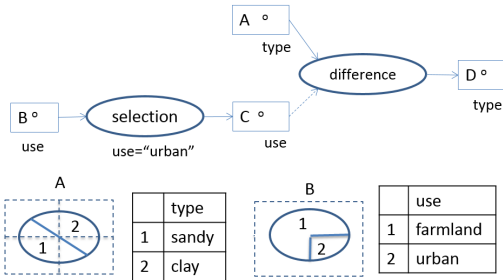 A °
type
difference
D °
type
B °
use
selection
use="urban"
C °
use
A
2
1
type
1 sandy
2 clay
B
1
2
use
1 farmland
2 urban